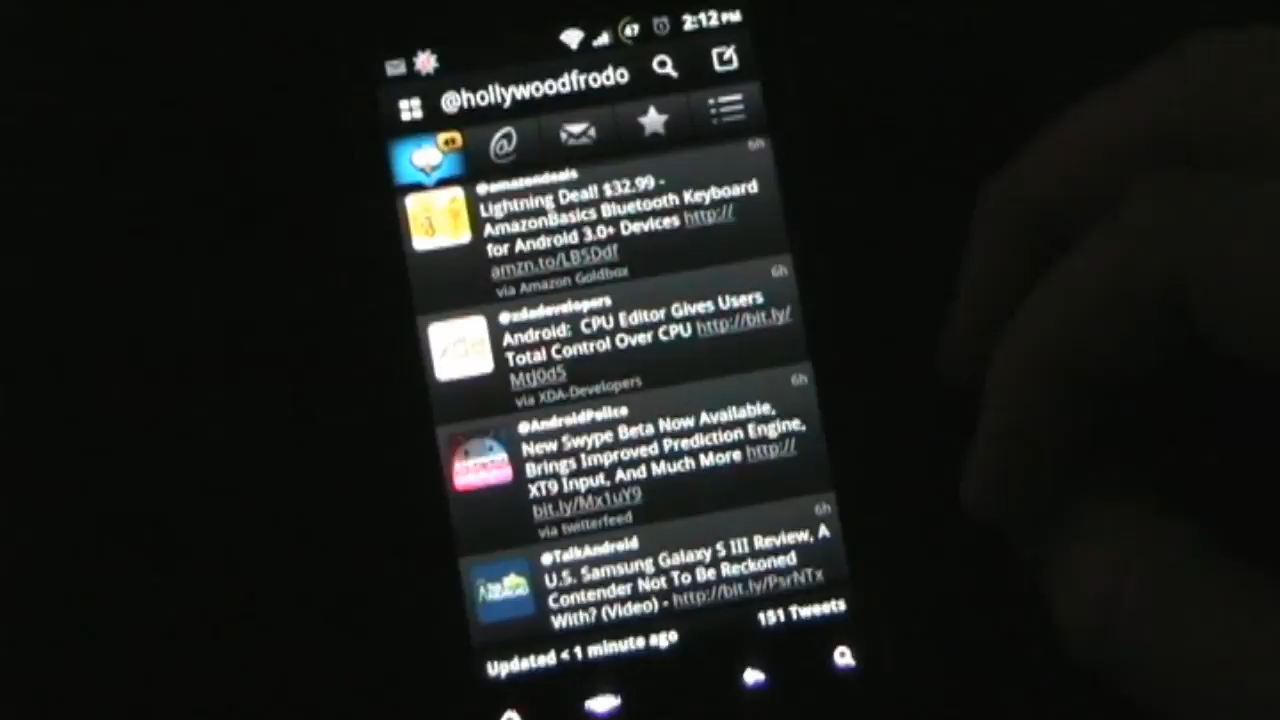 47 2:12 PM
@hollywoodfrodo
@
6h
@amazondeals
Lightning Deal! $32.99 -
AmazonBasics Bluetooth Keyboard
for Android 3.0+ Devices http://
amzn.to/LB5Ddf
via Amazon Goldbox
6h
@xdadevelopers
Android: CPU Editor Gives Users
Total Control Over CPU http://bit.ly/
MtJ0d5
via XDA-Developers
6h
@AndroidPolice
New Swype Beta Now Available,
Brings Improved Prediction Engine,
XT9 Input, And Much More http://
bit.ly/Mx1uY9
via twitterfeed
6h
@TalkAndroid
U.S. Samsung Galaxy S III Review, A
Contender Not To Be Reckoned
With? (Video) - http://bit.ly/PsrNTx
Updated < 1 minute ago 151 Tweets